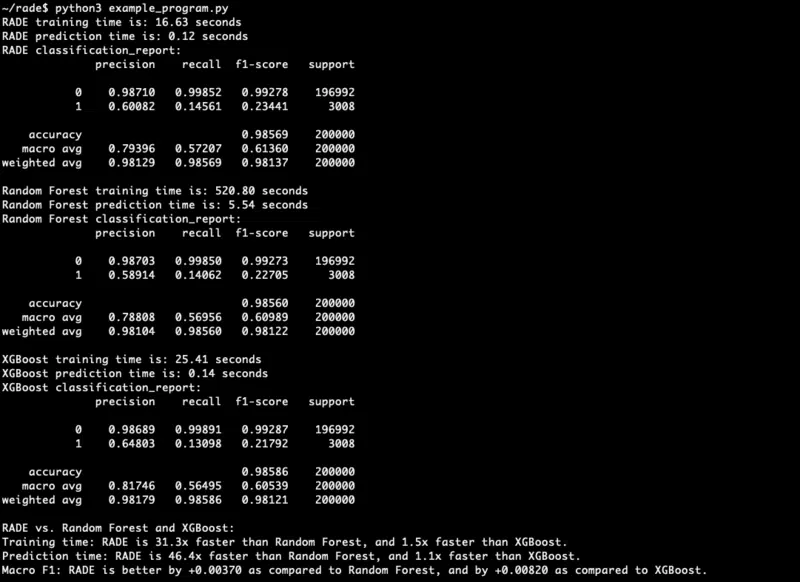 ~/rade$ python3 example_program.py
RADE training time is: 16.63 seconds
RADE prediction time is: 0.12 seconds
RADE classification_report:
precision recall f1-score support
0 0.98710 0.99852 0.99278 196992
1 0.60082 0.14561 0.23441 3008
accuracy 0.98569 200000
macro avg 0.79396 0.57207 0.61360 200000
weighted avg 0.98129 0.98569 0.98137 200000
Random Forest training time is: 520.80 seconds
Random Forest prediction time is: 5.54 seconds
Random Forest classification_report:
precision recall f1-score support
0 0.98703 0.99850 0.99273 196992
1 0.58914 0.14062 0.22705 3008
accuracy 0.98560 200000
macro avg 0.78808 0.56956 0.60989 200000
weighted avg 0.98104 0.98560 0.98122 200000
XGBoost training time is: 25.41 seconds
XGBoost prediction time is: 0.14 seconds
XGBoost classification_report:
precision recall f1-score support
0 0.98689 0.99891 0.99287 196992
1 0.64803 0.13098 0.21792 3008
accuracy 0.98586 200000
macro avg 0.81746 0.56495 0.60539 200000
weighted avg 0.98179 0.98586 0.98121 200000
RADE vs. Random Forest and XGBoost:
Training time: RADE is 31.3x faster than Random Forest, and 1.5x faster than XGBoost.
Prediction time: RADE is 46.4x faster than Random Forest, and 1.1x faster than XGBoost.
Macro F1: RADE is better by +0.00370 as compared to Random Forest, and by +0.00820 as compared to XGBoost.